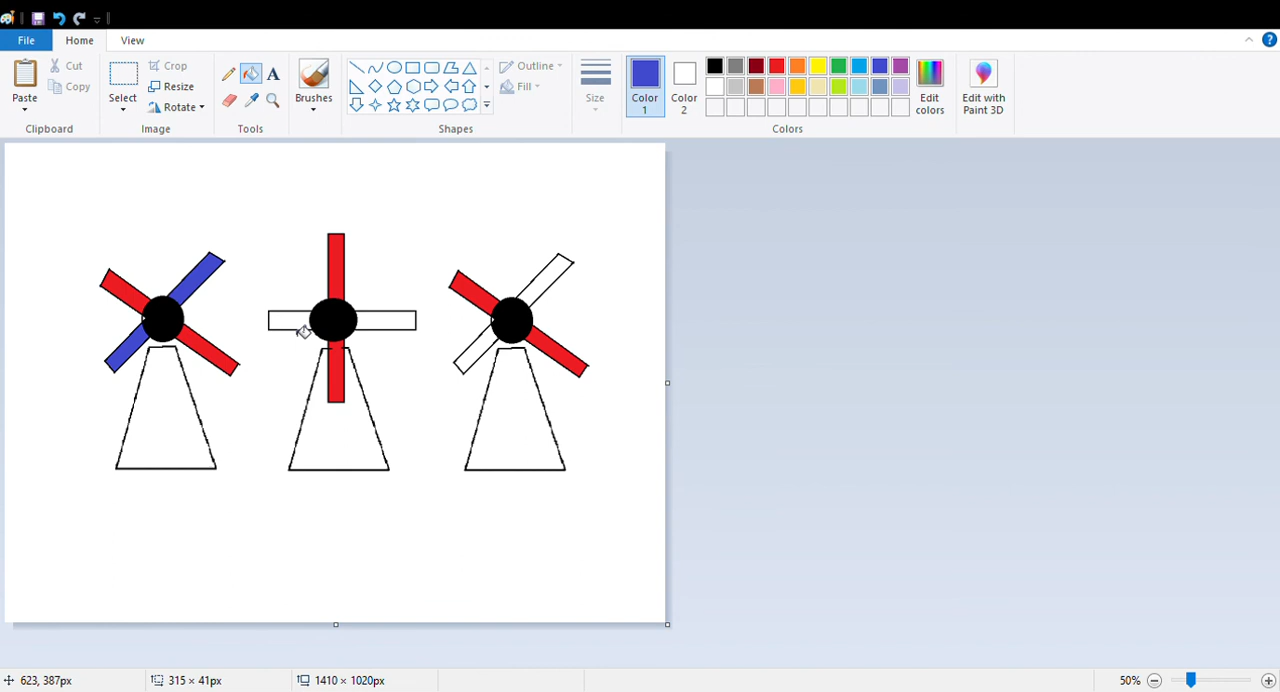 File Home View
Paste
Cut
Copy
Clipboard
Select
Crop
Resize
Rotate
Image
A
Tools
Brushes
Outline
Fill
Shapes
Size
Color 1
Color 2
Edit colors
Colors
Edit with Paint 3D
?
623, 387px 315 × 41px 1410 × 1020px 50%